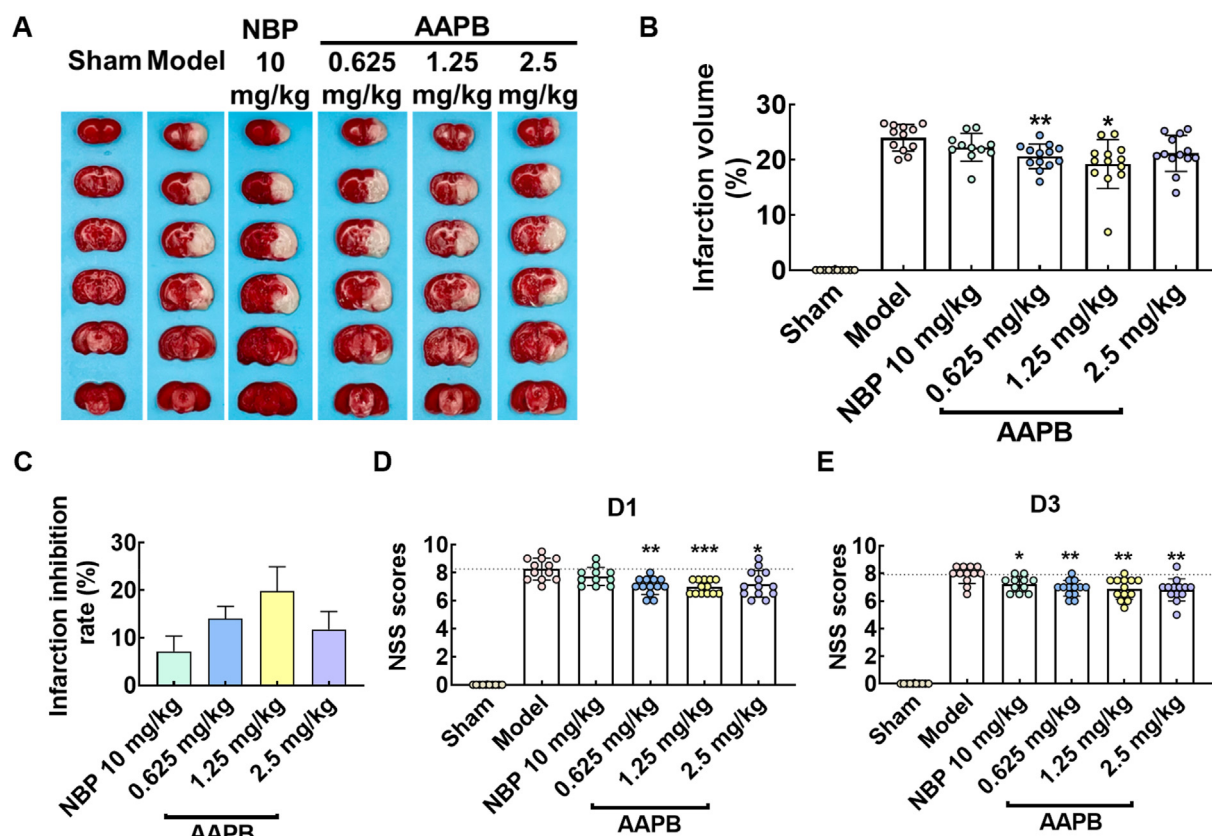 A
NBP
AAPB
Sham Model 10 0.625 1.25 2.5
mg/kg mg/kg mg/kg mg/kg
B
Infarction volume
(%)
30
20
10
0
**
*
Sham
Model
NBP 10 mg/kg
0.625 mg/kg
1.25 mg/kg
2.5 mg/kg
AAPB
C
Infarction inhibition
rate (%)
30
20
10
0
NBP 10 mg/kg
0.625 mg/kg
1.25 mg/kg
2.5 mg/kg
AAPB
D
D1
NSS scores
10
8
6
4
2
0
**
***
*
Sham
Model
NBP 10 mg/kg
0.625 mg/kg
1.25 mg/kg
2.5 mg/kg
AAPB
E
D3
NSS scores
10
8
6
4
2
0
*
**
**
**
Sham
Model
NBP 10 mg/kg
0.625 mg/kg
1.25 mg/kg
2.5 mg/kg
AAPB